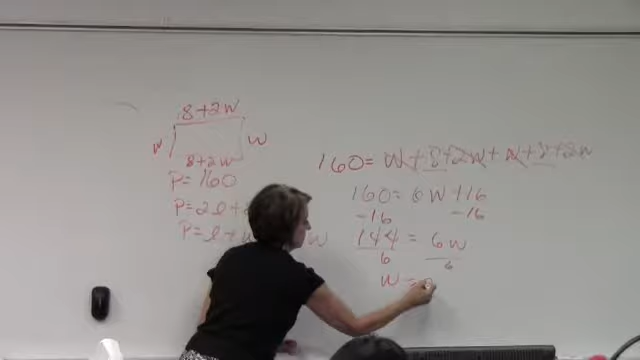 8+2W
W W
8+2W
P=160
P=2l+
P=l+ W
160= W+8+2W+W+8+2W
160=6W+16
-16 -16
144 = 6W
6 6
W =